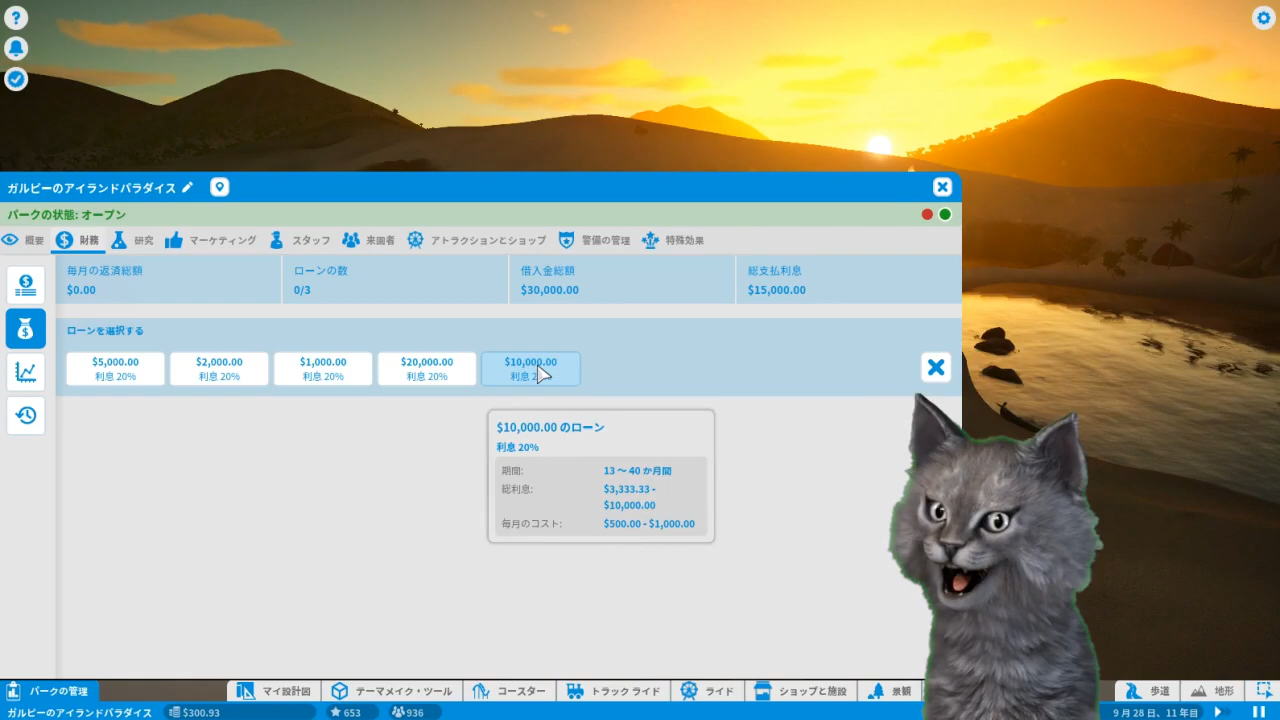 ?
ガルピーのアイランドパラダイス
パークの状態: オープン
概要
財務
研究
マーケティング
スタッフ
来園者
アトラクションとショップ
警備の管理
特殊効果
毎月の返済総額
$0.00
ローンの数
0/3
借入金総額
$30,000.00
総支払利息
$15,000.00
ローンを選択する
$5,000.00
利息 20%
$2,000.00
利息 20%
$1,000.00
利息 20%
$20,000.00
利息 20%
$10,000.00
利息 2
$10,000.00 のローン
利息 20%
期間: 13 ～ 40 か月間
総利息: $3,333.33 -
$10,000.00
毎月のコスト: $500.00 - $1,000.00
パークの管理
マイ設計図
テーマメイク・ツール
コースター
トラック ライド
ライド
ショップと施設
景観
歩道
地形
ガルピーのアイランドパラダイス
$300.93
653
936
9 月 28 日、11 年目